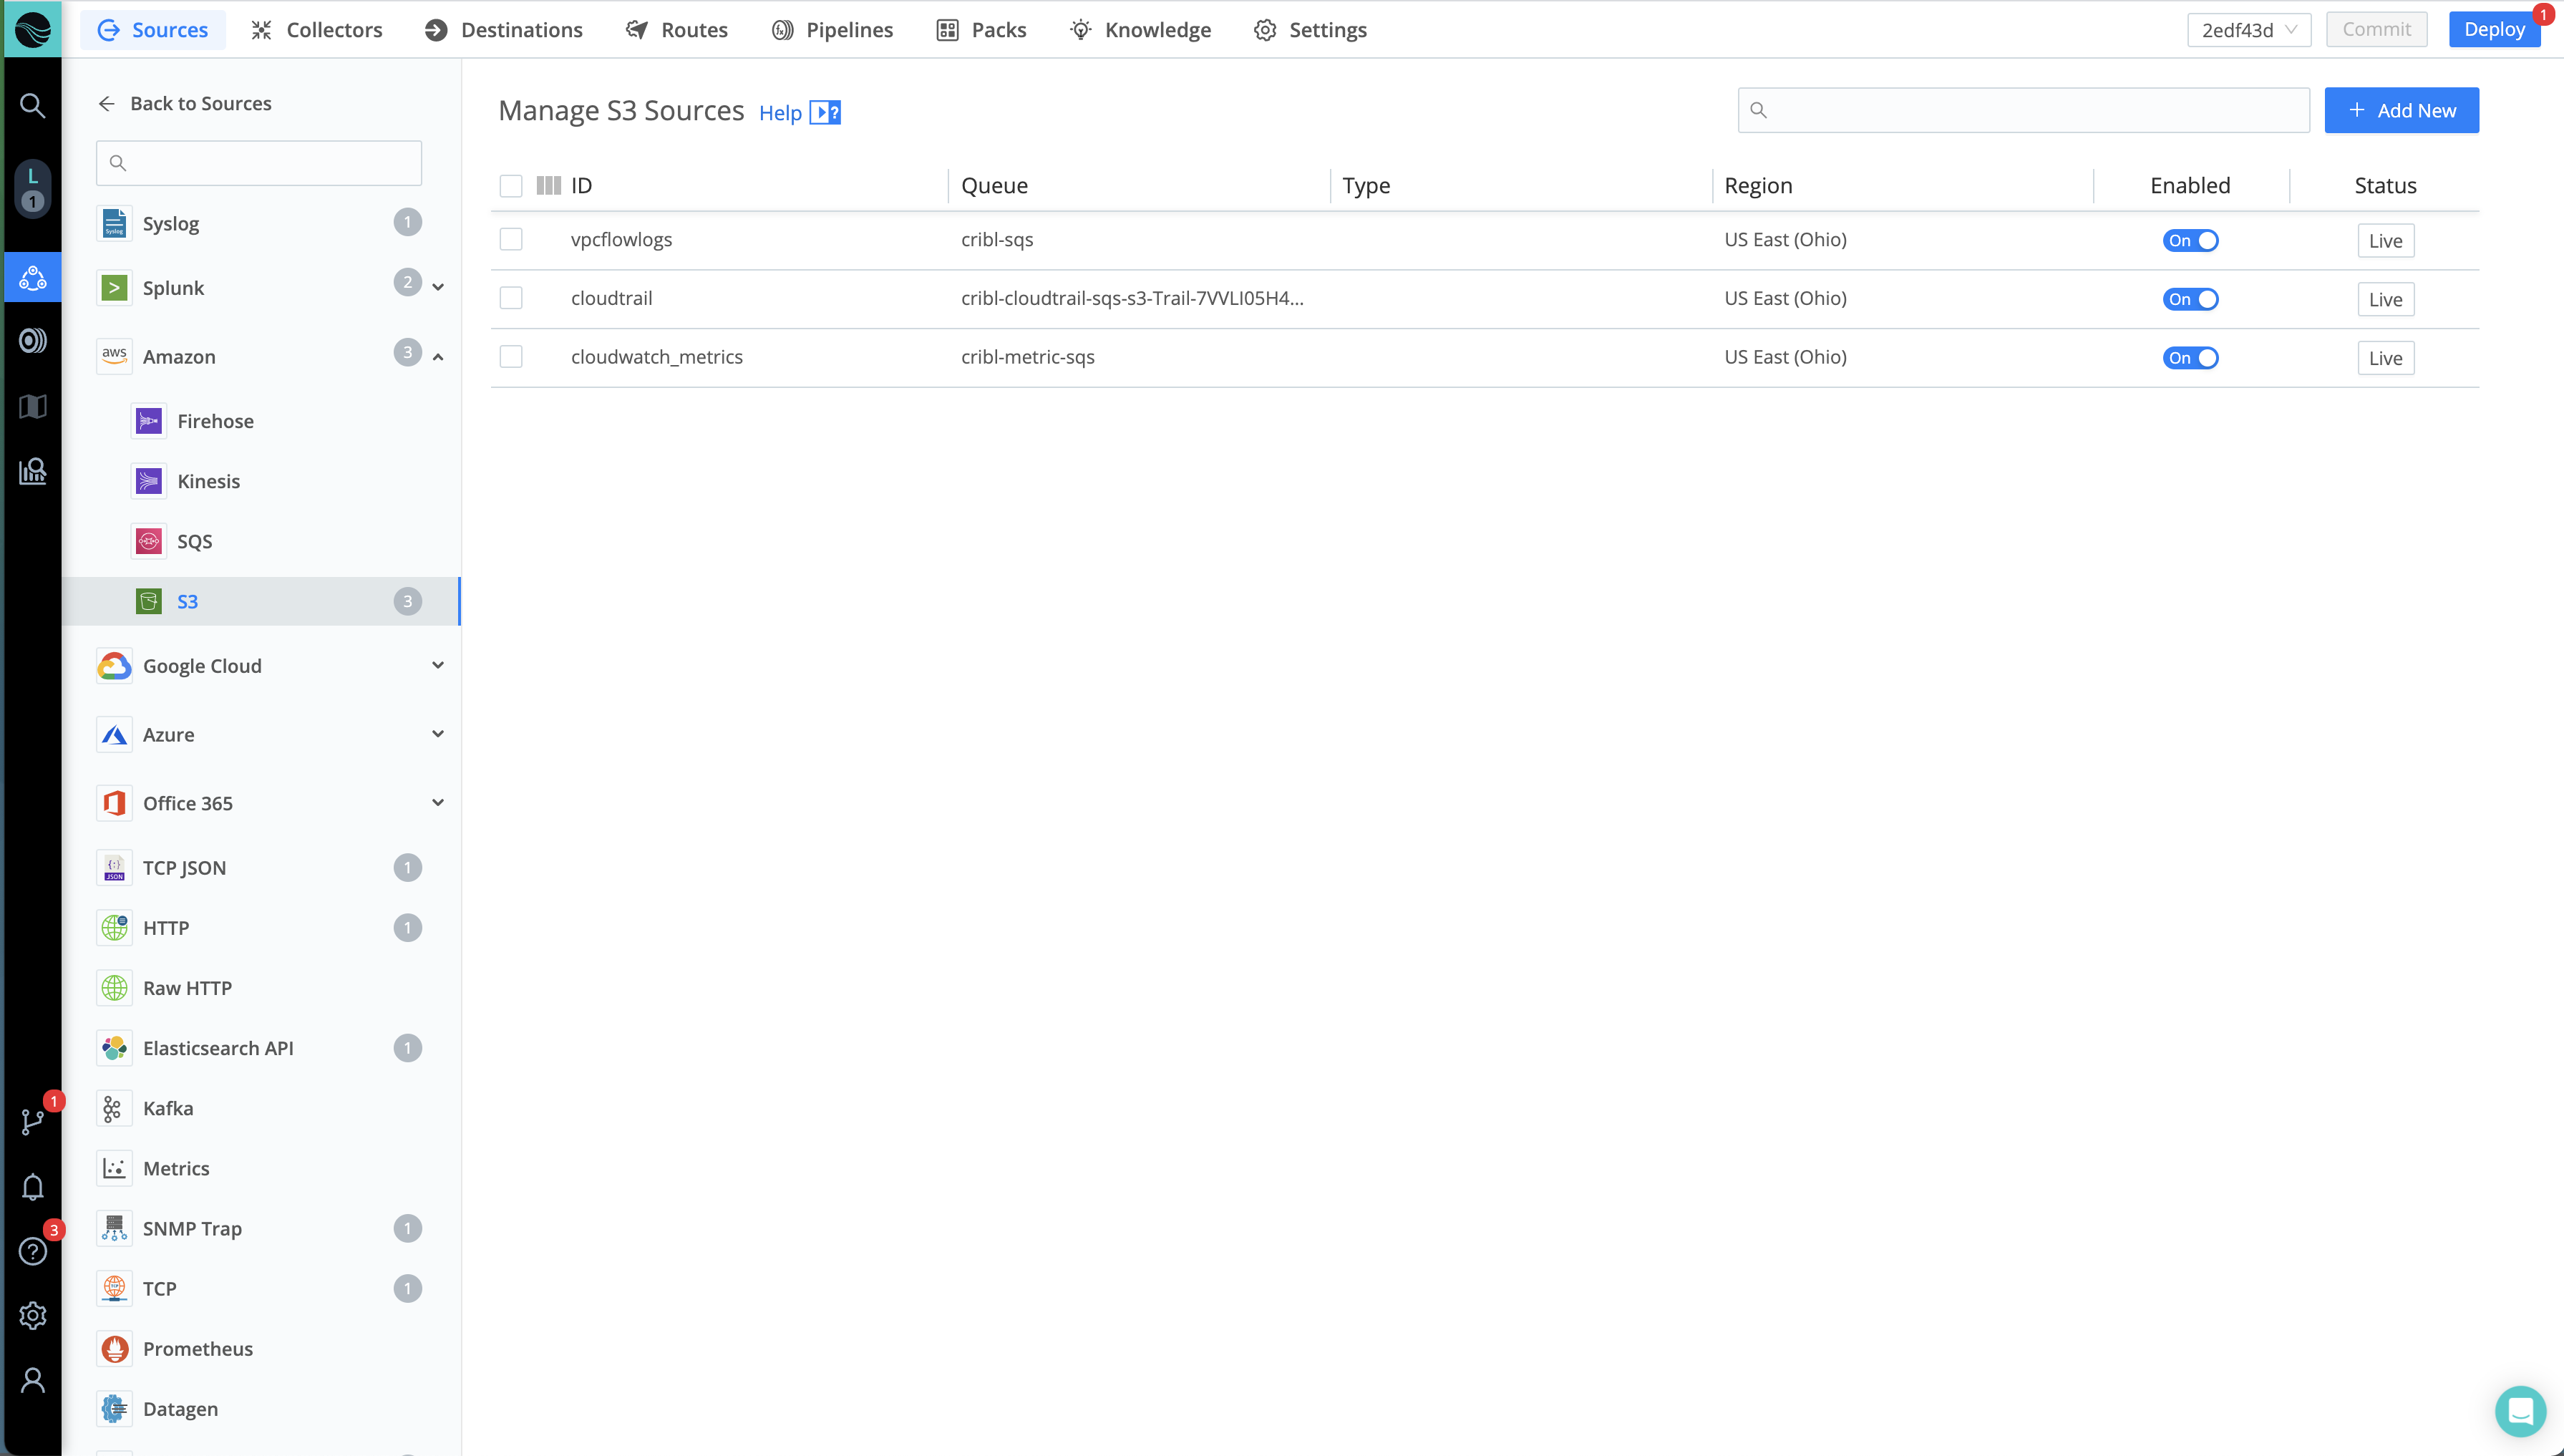 Sources
Collectors
Destinations
Routes
Pipelines
Packs
Knowledge
Settings
2edf43d
Commit
Deploy
1
L
1
Back to Sources
Syslog
Syslog
1
Splunk
2
aws
Amazon
3
Firehose
Kinesis
SQS
S3
3
Google Cloud
Azure
Office 365
JSON
TCP JSON
1
HTTP
1
Raw HTTP
Elasticsearch API
1
Kafka
Metrics
SNMP Trap
1
TCP
1
Prometheus
Datagen
1
3
Manage S3 Sources Help
Add New
ID Queue Type Region Enabled Status
vpcflowlogs cribl-sqs US East (Ohio) On Live
cloudtrail cribl-cloudtrail-sqs-s3-Trail-7VVLI05H4... US East (Ohio) On Live
cloudwatch_metrics cribl-metric-sqs US East (Ohio) On Live